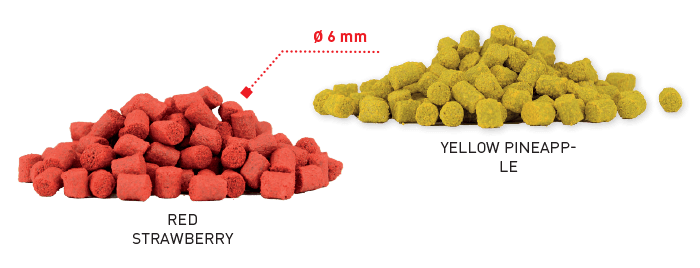 Ø 6 mm
YELLOW PINEAPP-
LE
RED
STRAWBERRY